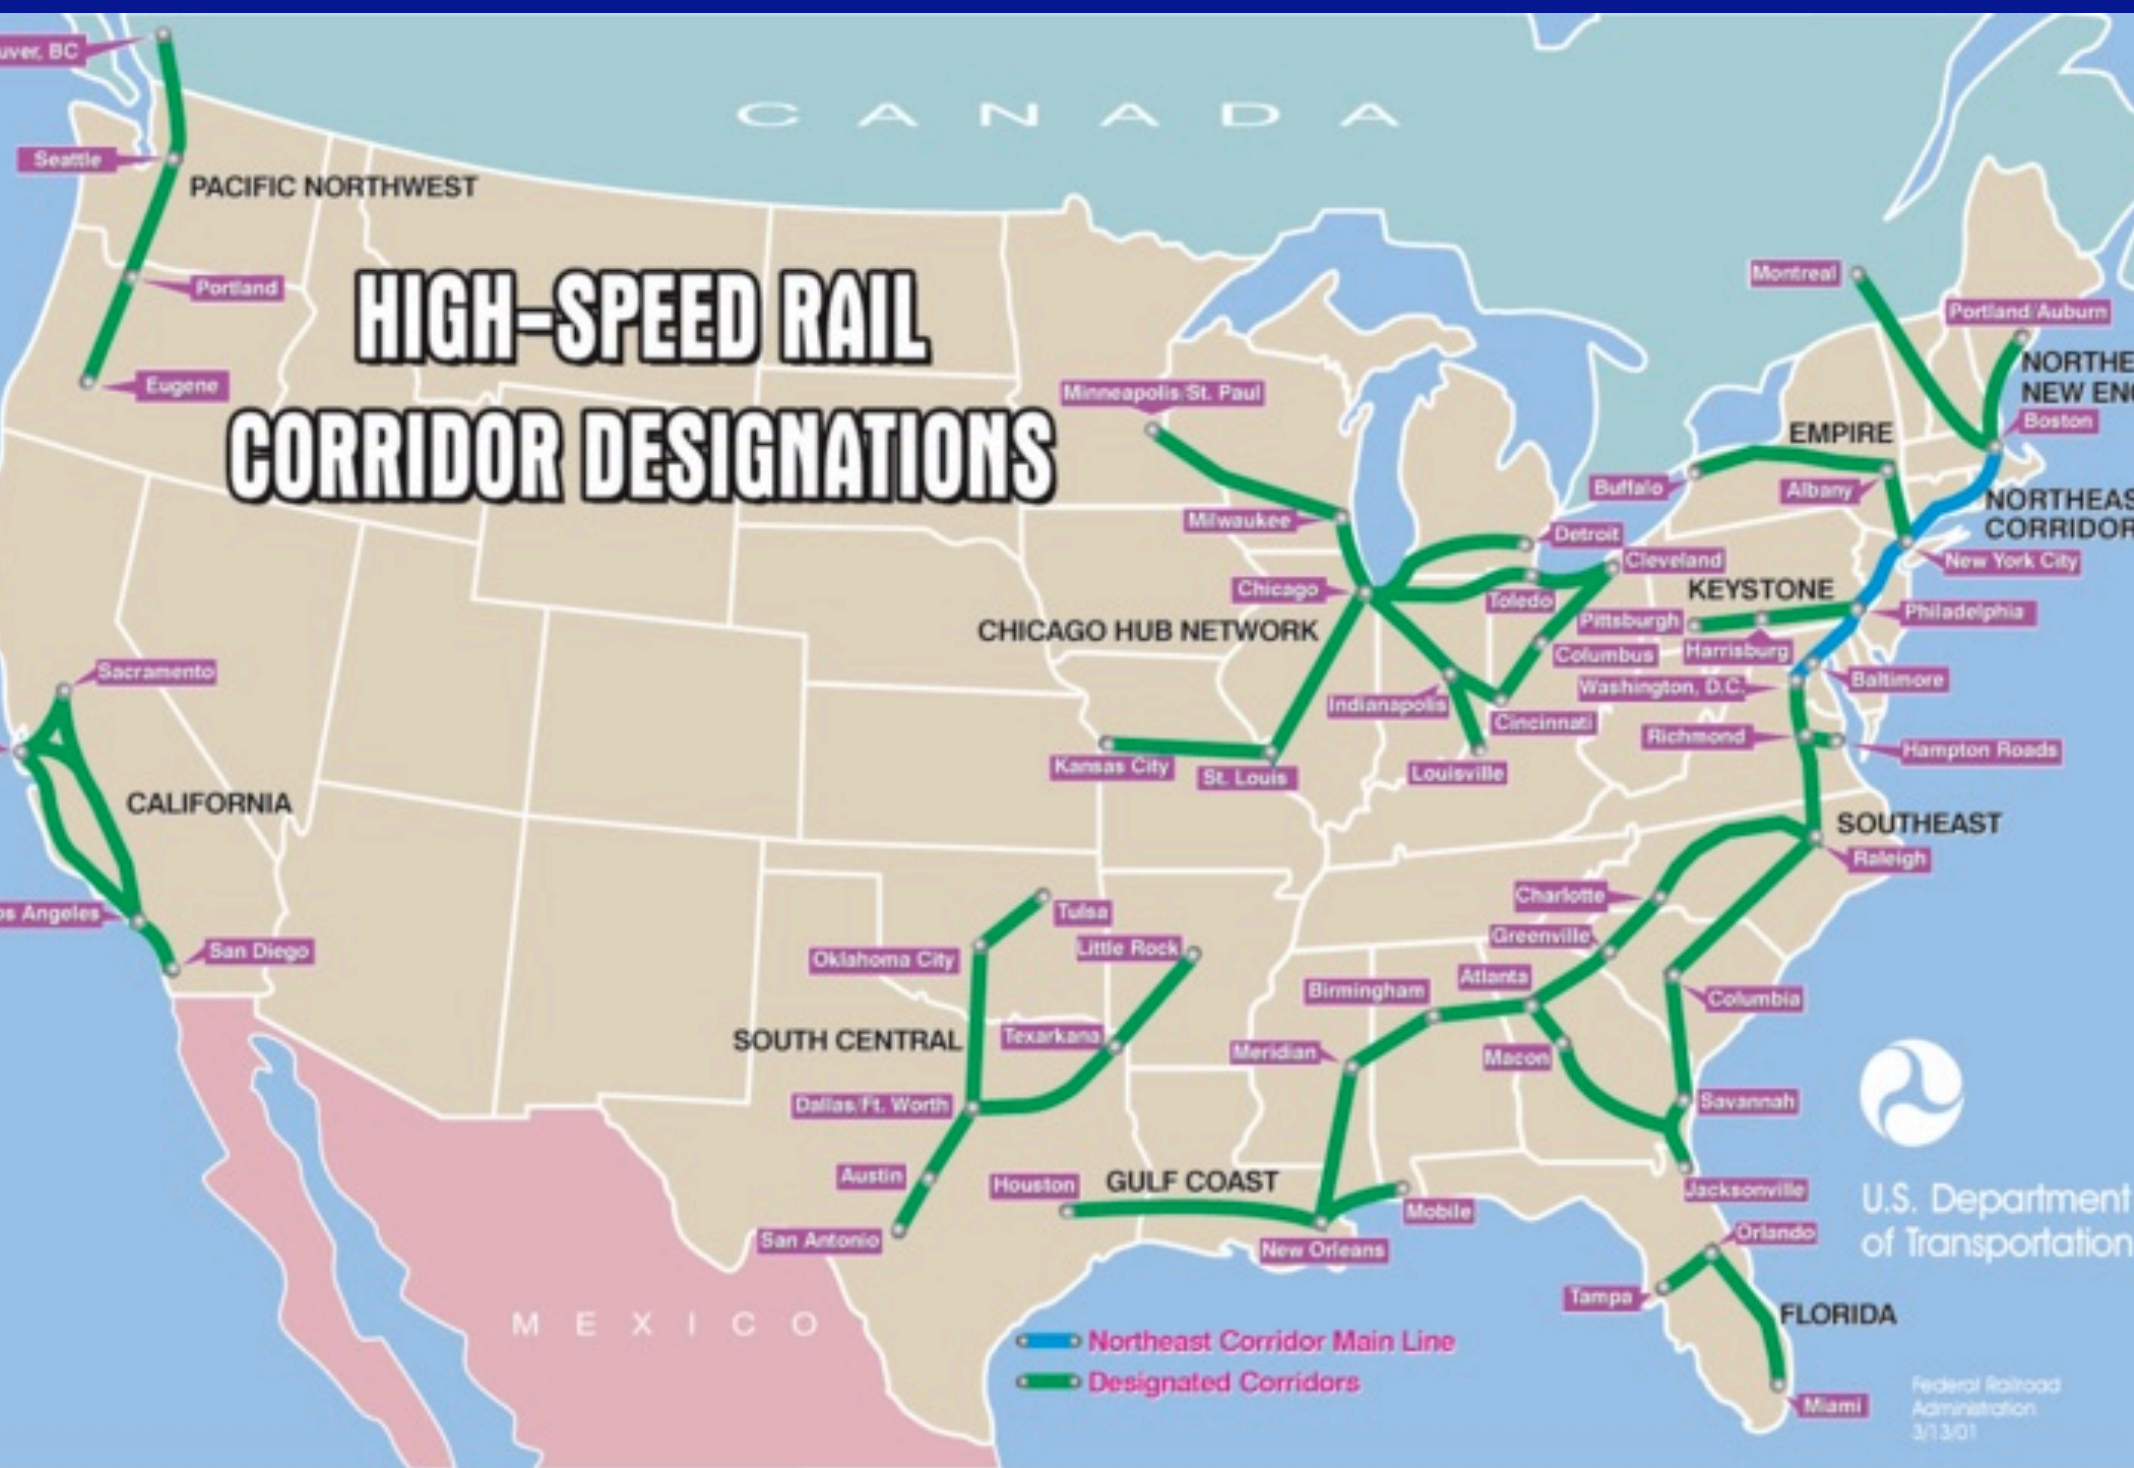 uver, BC
CANADA
Seattle
PACIFIC NORTHWEST
Portland
Eugene
HIGH-SPEED RAIL
CORRIDOR DESIGNATIONS
Montreal
Portland/Auburn
NORTHE
NEW ENG
Boston
Minneapolis/St. Paul
EMPIRE
Buffalo
Albany
NORTHEAS
CORRIDOR
Milwaukee
Detroit
Cleveland
New York City
Chicago
Toledo
KEYSTONE
Philadelphia
CHICAGO HUB NETWORK
Pittsburgh
Columbus
Harrisburg
Baltimore
Washington, D.C.
Sacramento
Indianapolis
Cincinnati
Richmond
Hampton Roads
Kansas City
St. Louis
Louisville
CALIFORNIA
SOUTHEAST
Raleigh
Charlotte
os Angeles
San Diego
Tulsa
Oklahoma City
Little Rock
Greenville
Atlanta
Birmingham
Columbia
SOUTH CENTRAL
Texarkana
Meridian
Macon
Dallas/Ft. Worth
Savannah
Austin
Houston
GULF COAST
Mobile
Jacksonville
San Antonio
New Orleans
Orlando
Tampa
FLORIDA
Miami
MEXICO
U.S. Department
of Transportation
Northeast Corridor Main Line
Designated Corridors
Federal Railroad
Administration
3/13/01